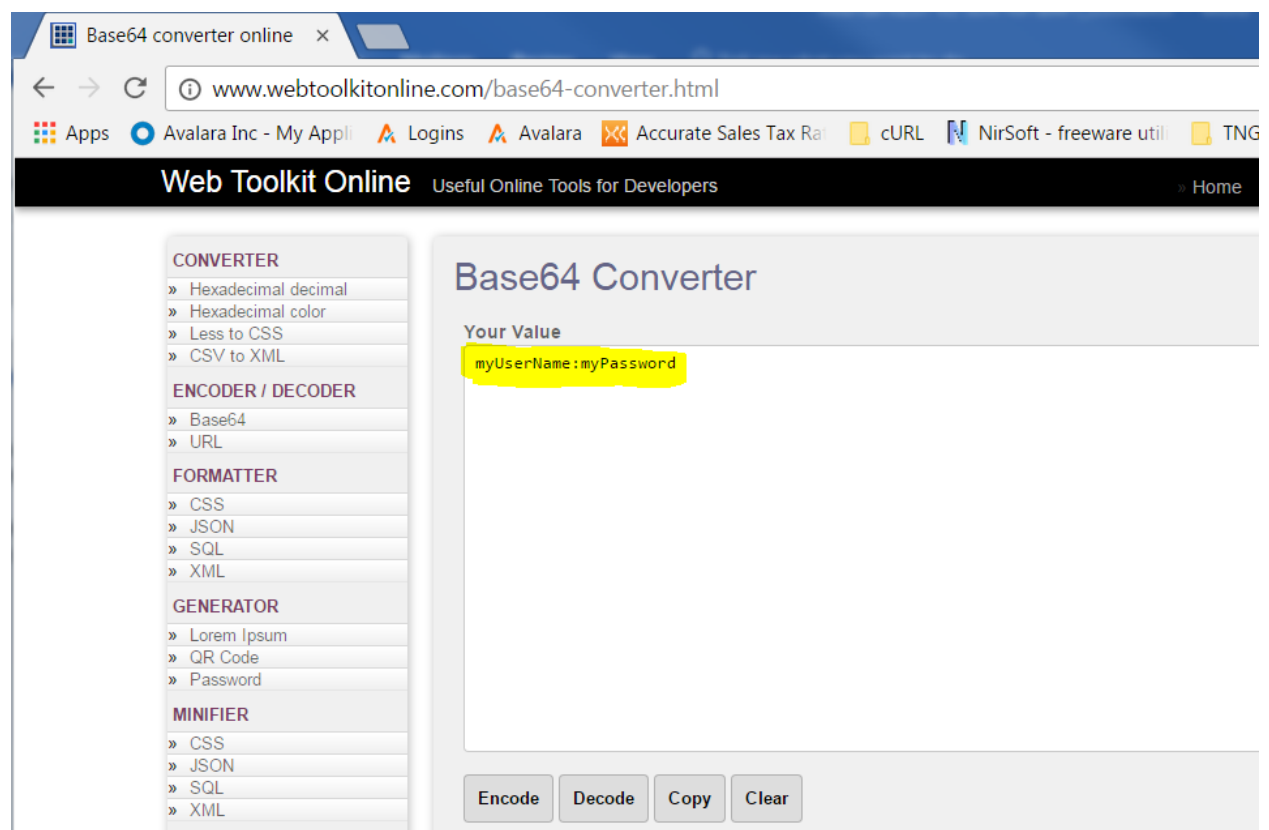 Base64 converter online ×
www.webtoolkitonline.com/base64-converter.html
Apps Avalara Inc - My Appli Logins Avalara Accurate Sales Tax Rat cURL NirSoft - freeware utili TNG
Web Toolkit Online Useful Online Tools for Developers » Home
CONVERTER
» Hexadecimal decimal
» Hexadecimal color
» Less to CSS
» CSV to XML
ENCODER / DECODER
» Base64
» URL
FORMATTER
» CSS
» JSON
» SQL
» XML
GENERATOR
» Lorem Ipsum
» QR Code
» Password
MINIFIER
» CSS
» JSON
» SQL
» XML
Base64 Converter
Your Value
myUserName:myPassword
Encode Decode Copy Clear